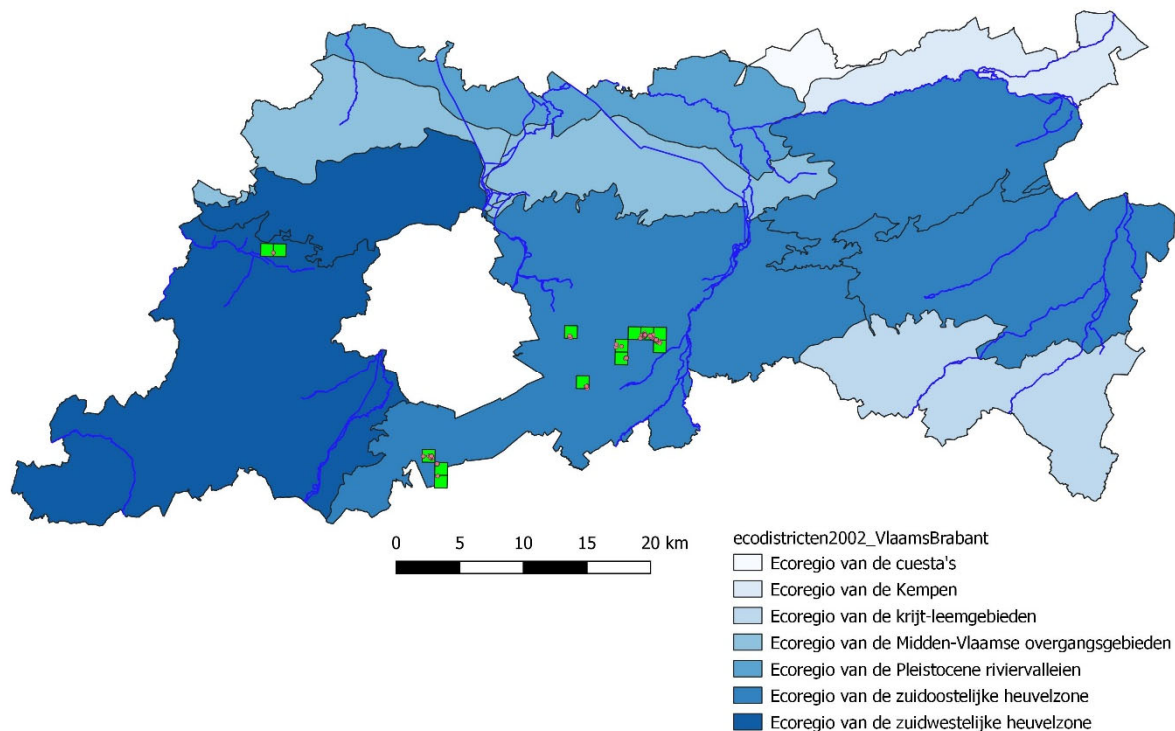 0 5 10 15 20 km
ecodistricten2002_VlaamsBrabant
Ecoregio van de cuesta's
Ecoregio van de Kempen
Ecoregio van de krijt-leemgebieden
Ecoregio van de Midden-Vlaamse overgangsgebieden
Ecoregio van de Pleistocene riviervalleien
Ecoregio van de zuidoostelijke heuvelzone
Ecoregio van de zuidwestelijke heuvelzone